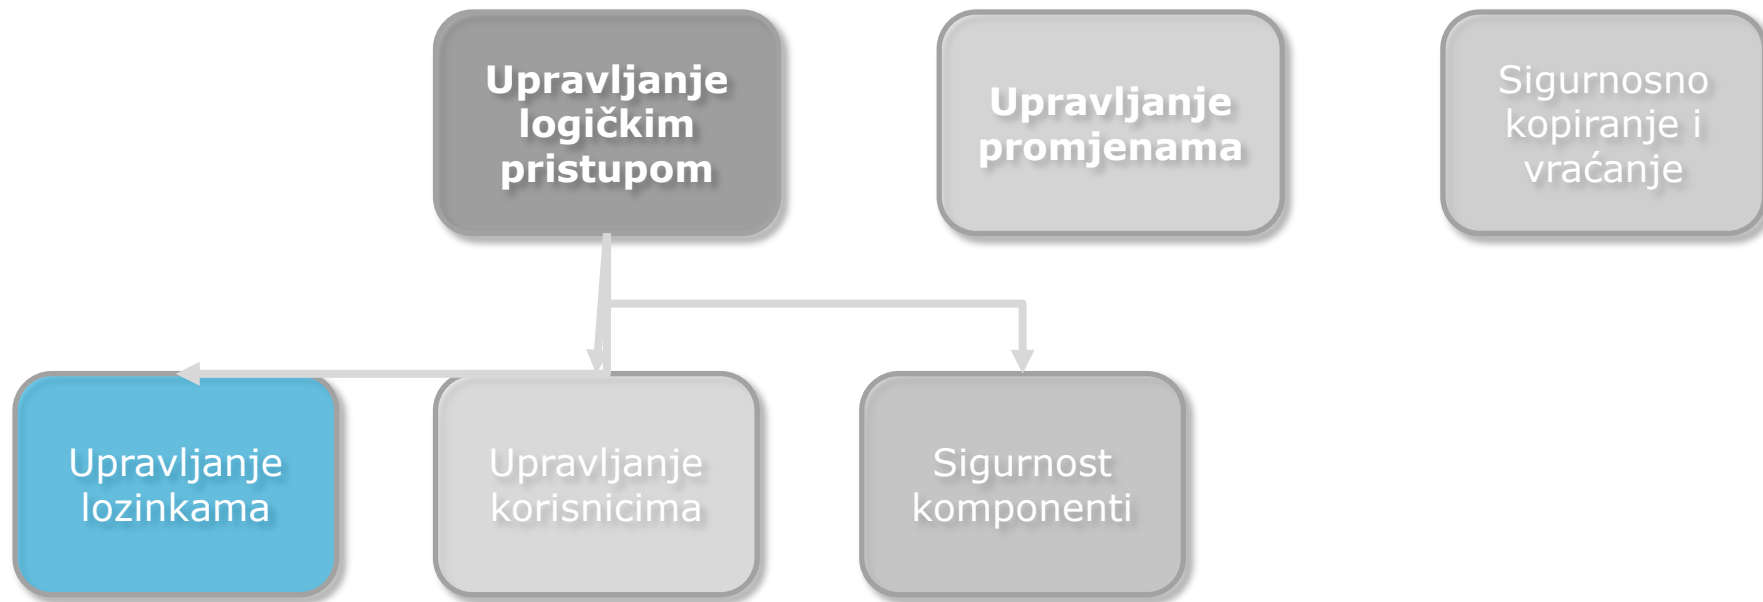 Upravljanje
logičkim
pristupom
Upravljanje
promjenama
Sigurnosno
kopiranje i
vraćanje
Upravljanje
lozinkama
Upravljanje
korisnicima
Sigurnost
komponenti